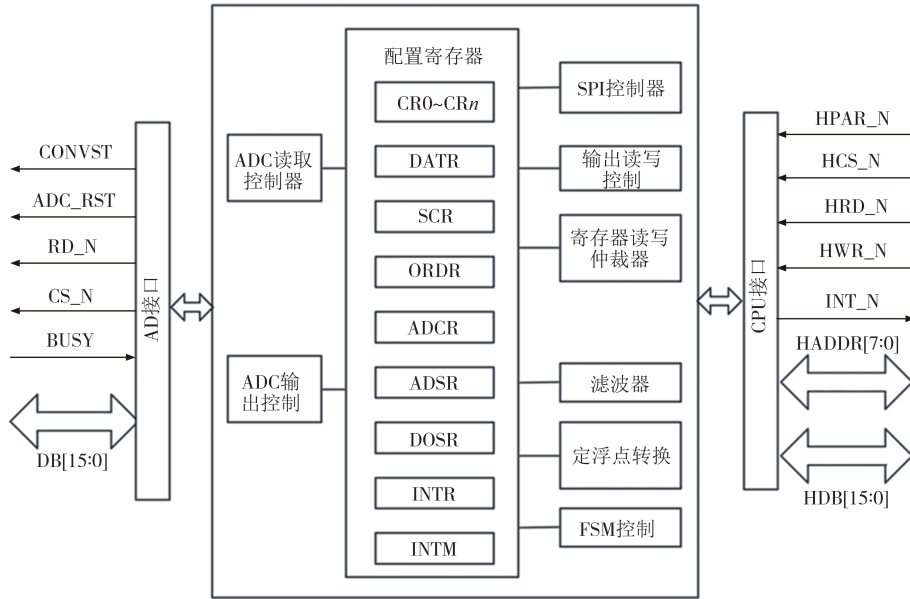 CONVST
ADC_RST
RD_N
CS_N
BUSY
DB[15:0]
AD接口
ADC读取
控制器
ADC输
出控制
配置寄存器
CR0~CRn
DATR
SCR
ORDR
ADCR
ADSR
DOSR
INTR
INTM
SPI控制器
输出读写
控制
寄存器读写
仲裁器
滤波器
定浮点转换
FSM控制
CPU接口
HPAR_N
HCS_N
HRD_N
HWR_N
INT_N
HADDR[7:0]
HDB[15:0]